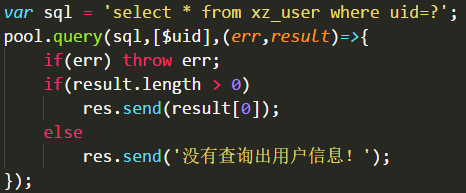 var sql = 'select * from xz_user where uid=?';
pool.query(sql,[$uid],(err,result)=>{
if(err) throw err;
if(result.length > 0)
res.send(result[0]);
else
res.send('没有查询出用户信息！');
});